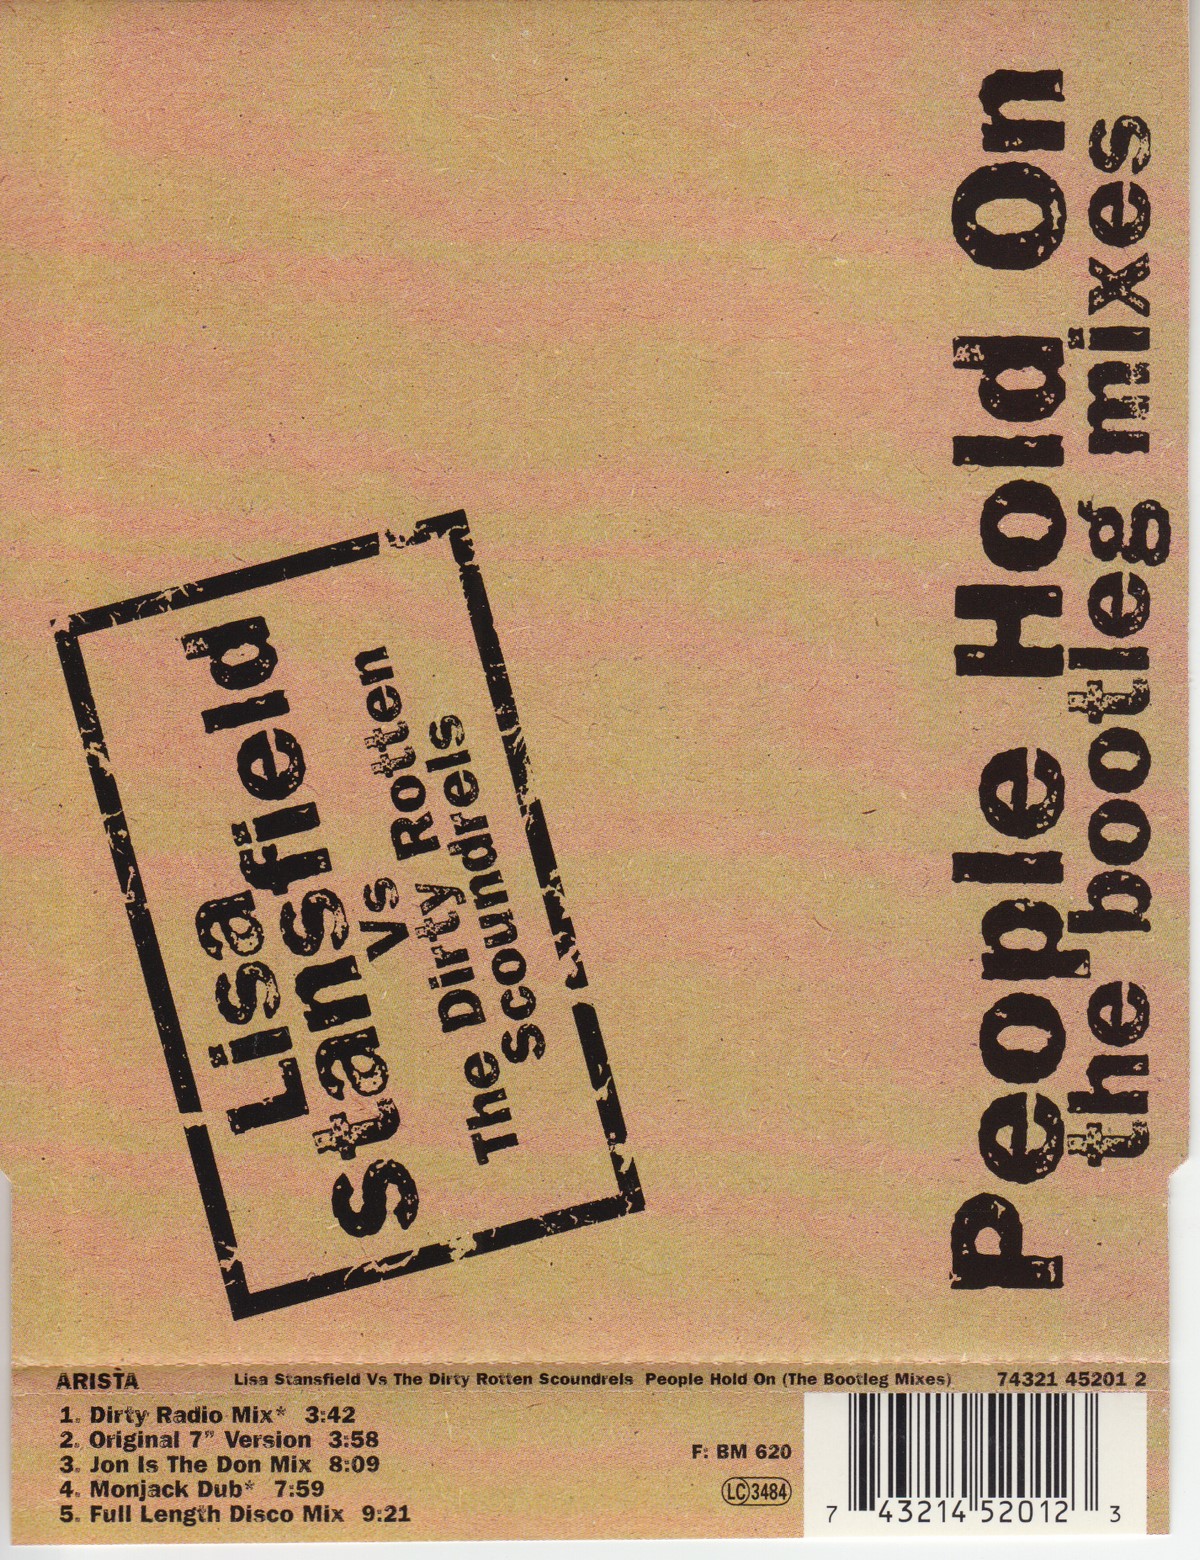 People Hold On
the bootleg mixes
Lisa
Stansfield
Vs
The Dirty Rotten
Scoundrels
ARISTA
Lisa Stansfield Vs The Dirty Rotten Scoundrels People Hold On (The Bootleg Mixes)
74321 45201 2
1. Dirty Radio Mix* 3:42
2. Original 7" Version 3:58
3. Jon Is The Don Mix 8:09
4. Monjack Dub* 7:59
5. Full Length Disco Mix 9:21
F: BM 620
LC 3484
7 43214 52012 3